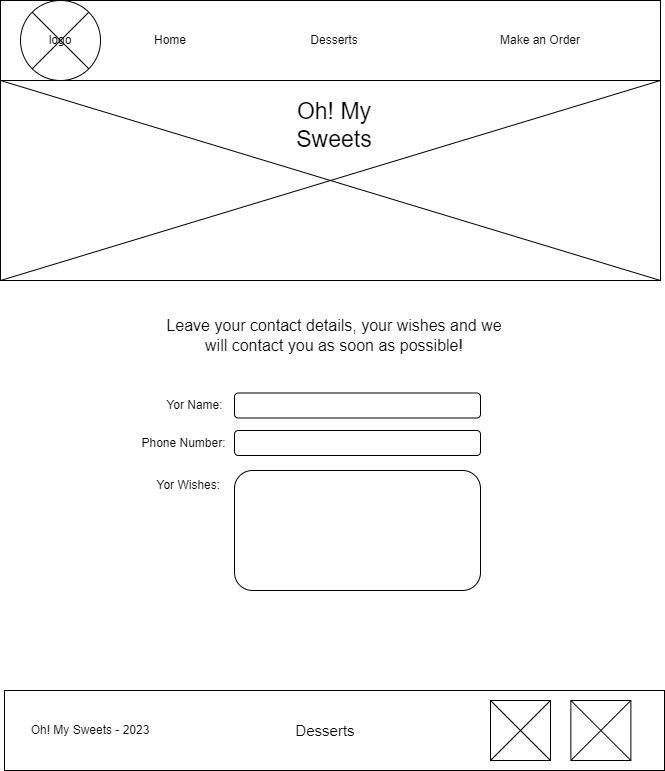 logo
Home
Desserts
Make an Order
Oh! My
Sweets
Leave your contact details, your wishes and we
will contact you as soon as possible!
Yor Name:
Phone Number:
Yor Wishes:
Oh! My Sweets - 2023
Desserts